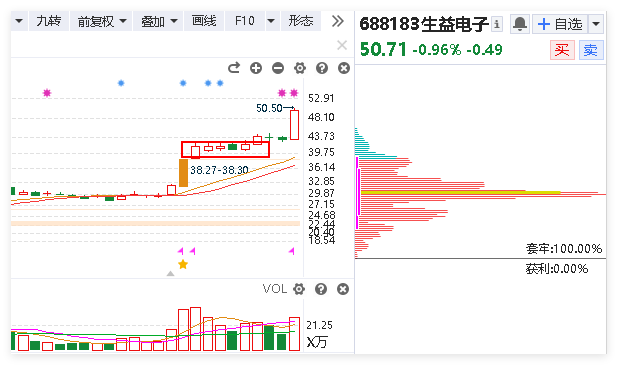 九转 前复权 叠加 画线 F10 形态
688183生益电子 自选
50.71 -0.96% -0.49 买 卖
50.50
52.91
48.10
43.73
39.75
38.27-38.30
36.14
32.85
29.87
27.15
24.68
22.44
20.40
18.54
套牢:100.00%
获利:0.00%
VOL
21.25
X万